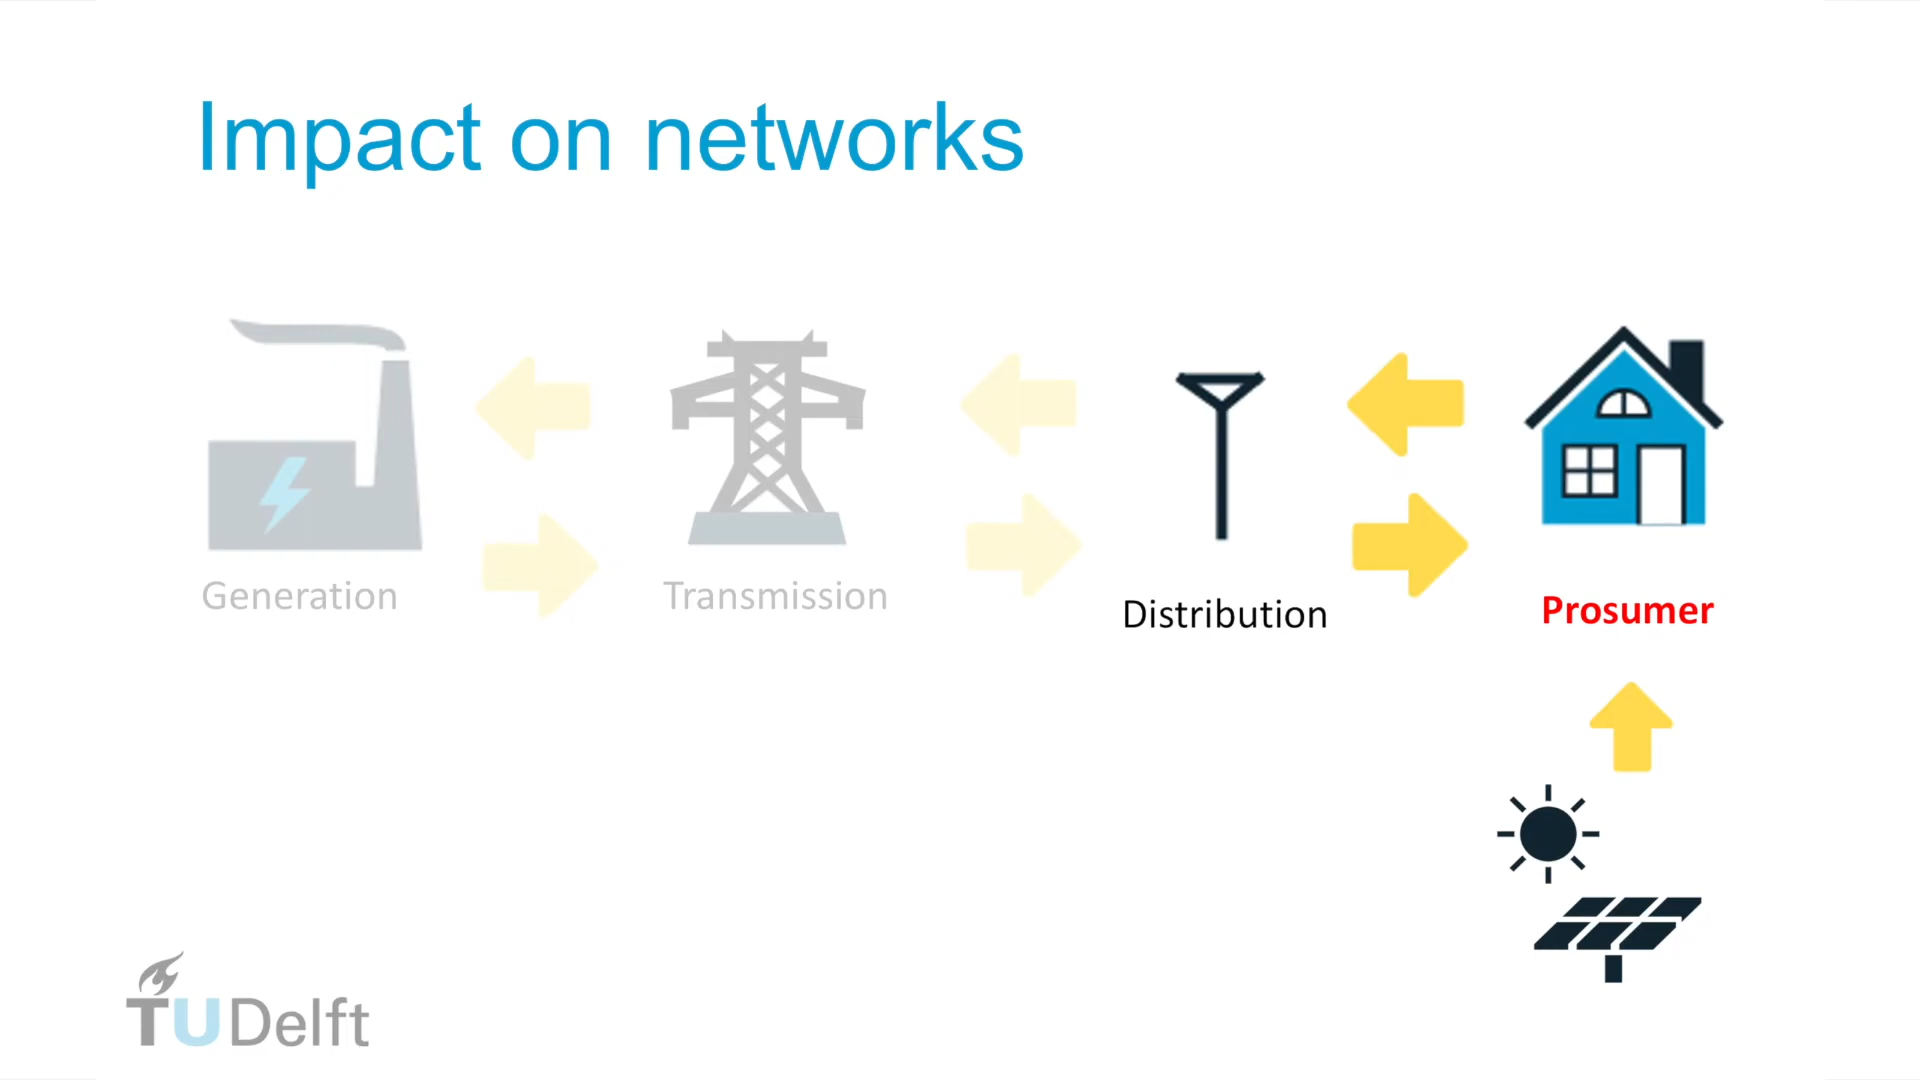 Impact on networks
Generation
Transmission
Distribution
Prosumer
TUDelft